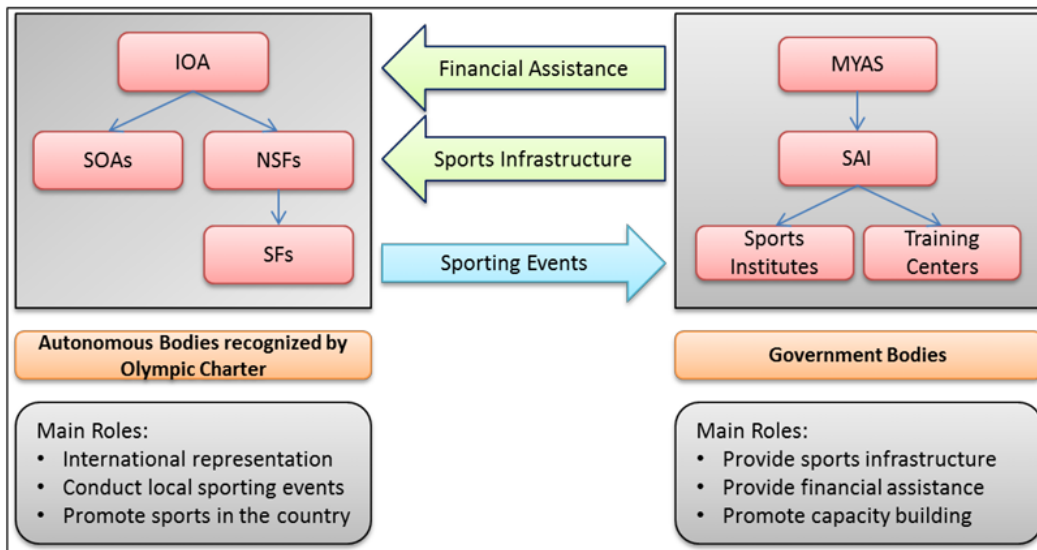 IOA
SOAs
NSFs
SFs
Financial Assistance
Sports Infrastructure
Sporting Events
MYAS
SAI
Sports
Institutes
Training
Centers
Autonomous Bodies recognized by
Olympic Charter
Government Bodies
Main Roles:
• International representation
• Conduct local sporting events
• Promote sports in the country
Main Roles:
• Provide sports infrastructure
• Provide financial assistance
• Promote capacity building